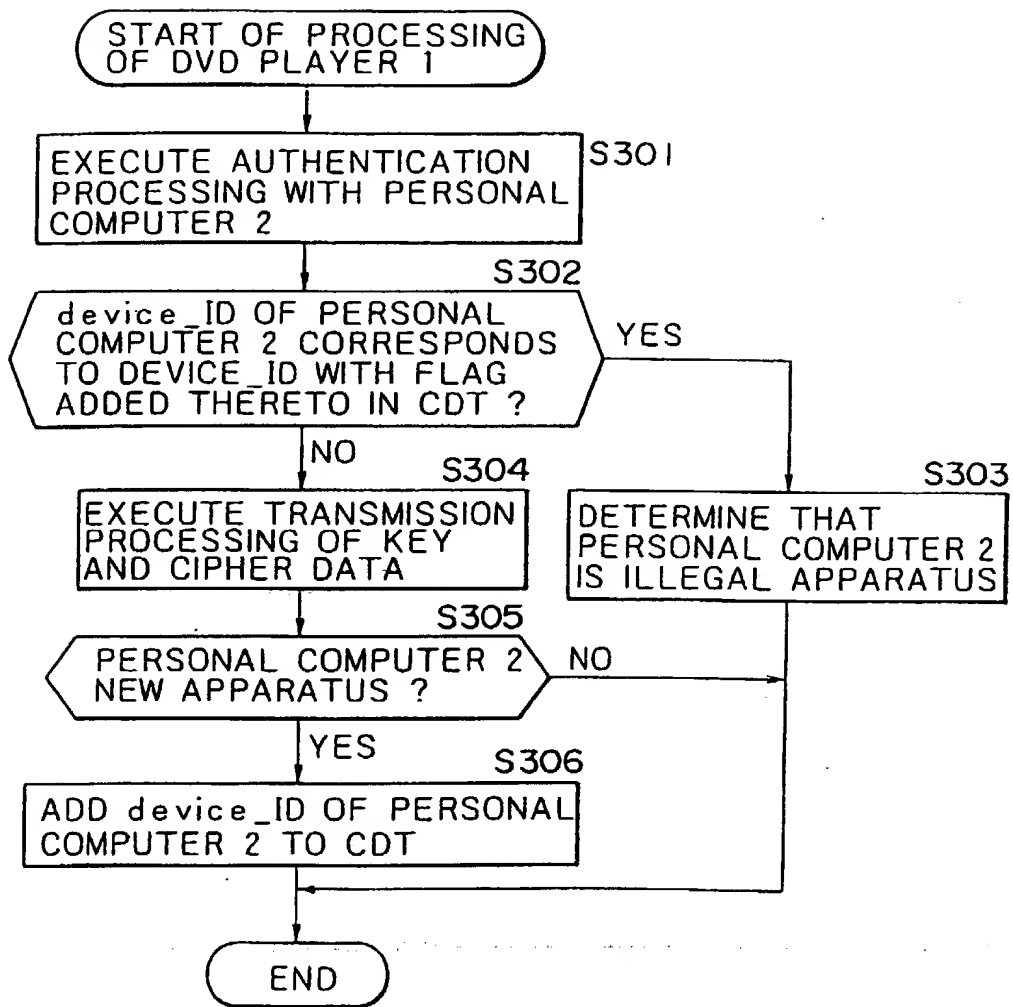 START OF PROCESSING
OF DVD PLAYER 1
EXECUTE AUTHENTICATION
PROCESSING WITH PERSONAL
COMPUTER 2
S301
S302
device_ID OF PERSONAL
COMPUTER 2 CORRESPONDS
TO DEVICE_ID WITH FLAG
ADDED THERETO IN CDT ?
YES
NO
S304
EXECUTE TRANSMISSION
PROCESSING OF KEY
AND CIPHER DATA
S303
DETERMINE THAT
PERSONAL COMPUTER 2
IS ILLEGAL APPARATUS
S305
PERSONAL COMPUTER 2
NEW APPARATUS ?
NO
YES
S306
ADD device_ID OF PERSONAL
COMPUTER 2 TO CDT
END